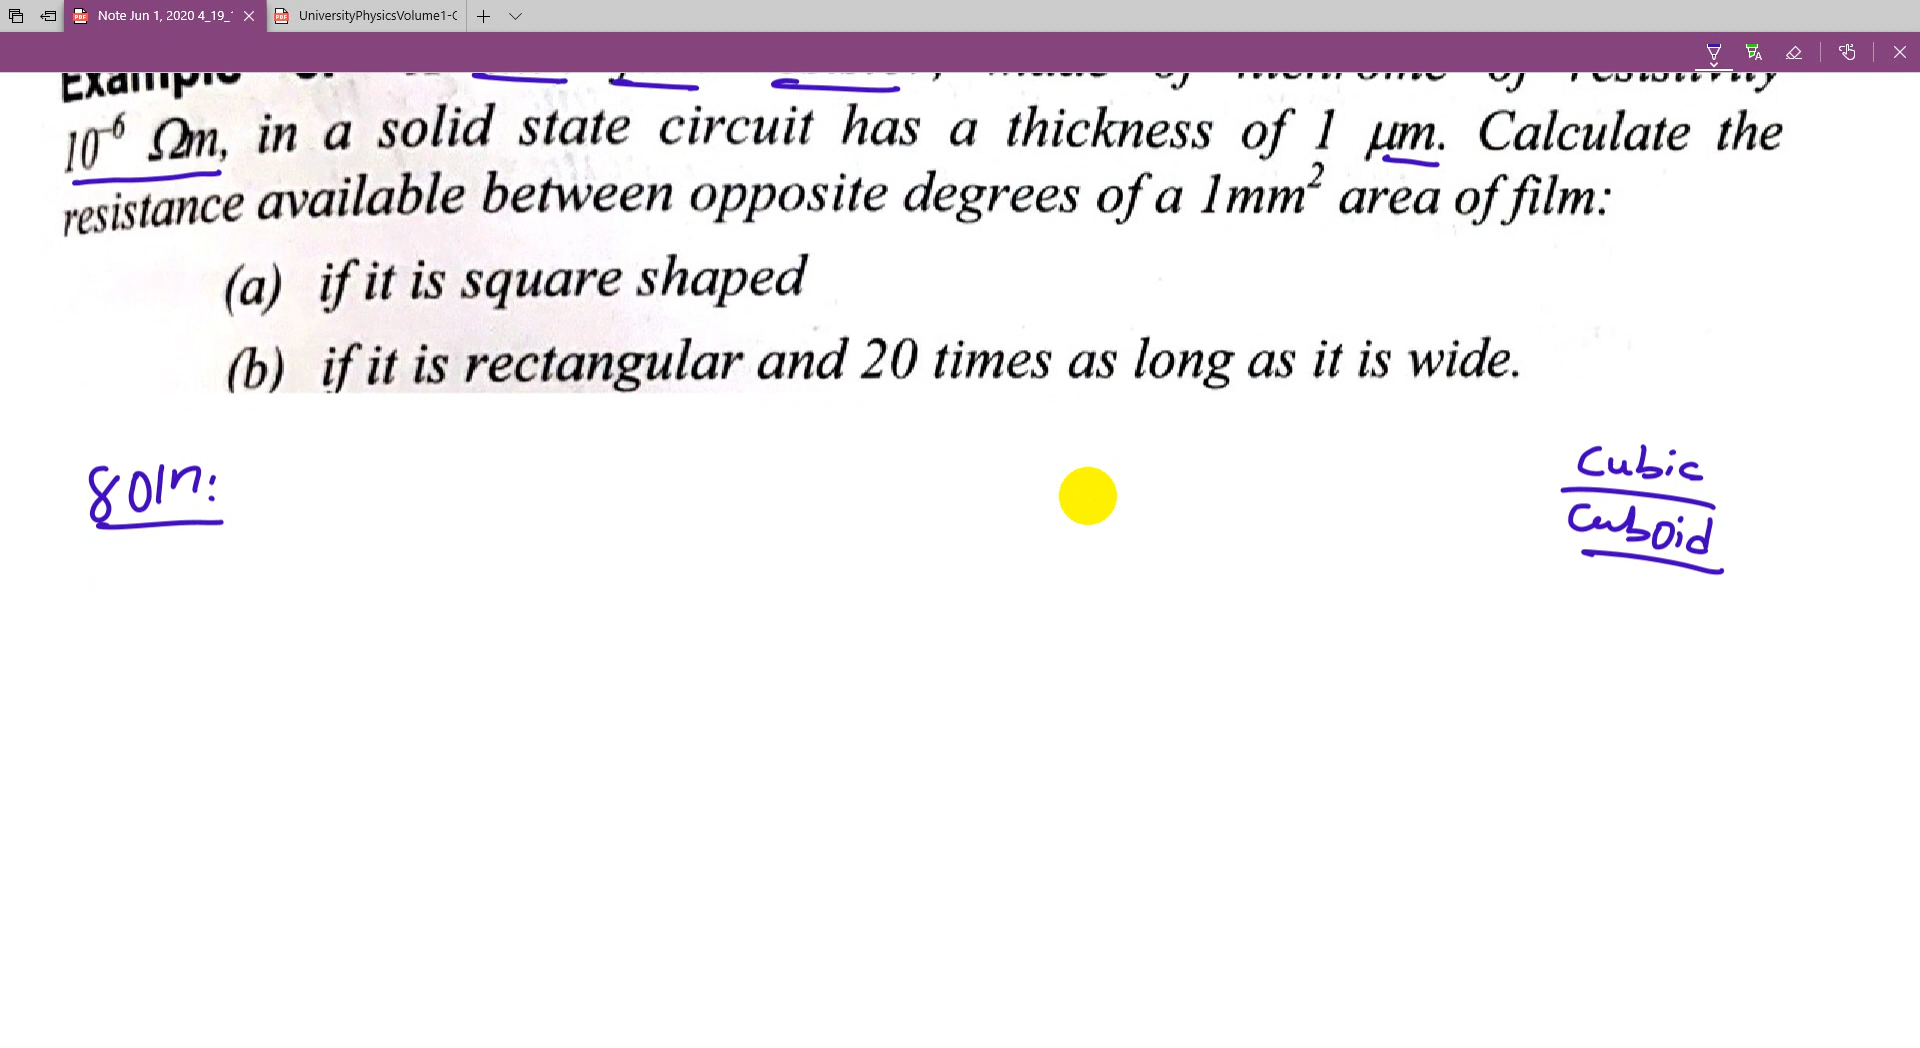 Note Jun 1, 2020 4_19_ UniversityPhysicsVolume1-
Example
10⁻⁶ Ωm, in a solid state circuit has a thickness of 1 μm. Calculate the
resistance available between opposite degrees of a 1mm² area of film:
(a) if it is square shaped
(b) if it is rectangular and 20 times as long as it is wide.
Soln:
Cubic
Cuboid